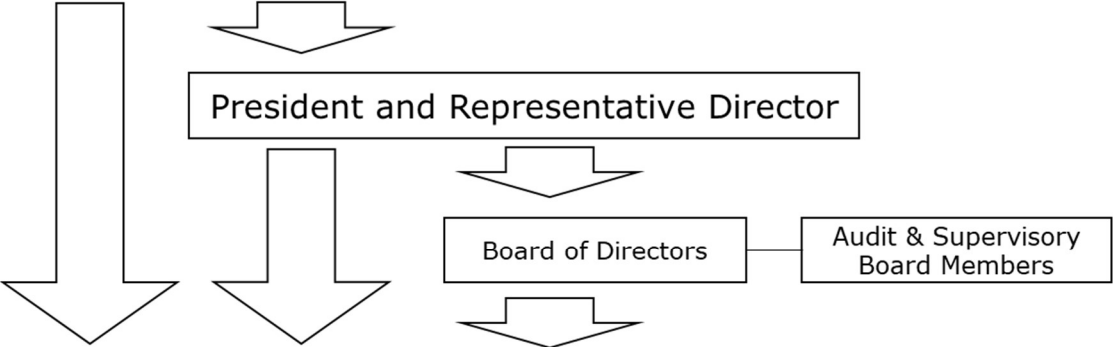 President and Representative Director
Board of Directors
Audit & Supervisory
Board Members